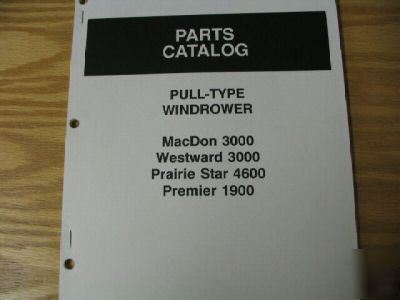 PARTS
CATALOG
PULL-TYPE
WINDROWER
MacDon 3000
Westward 3000
Prairie Star 4600
Premier 1900